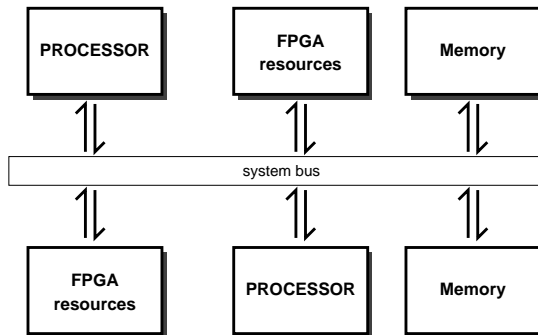 PROCESSOR
FPGA
resources
Memory
system bus
FPGA
resources
PROCESSOR
Memory